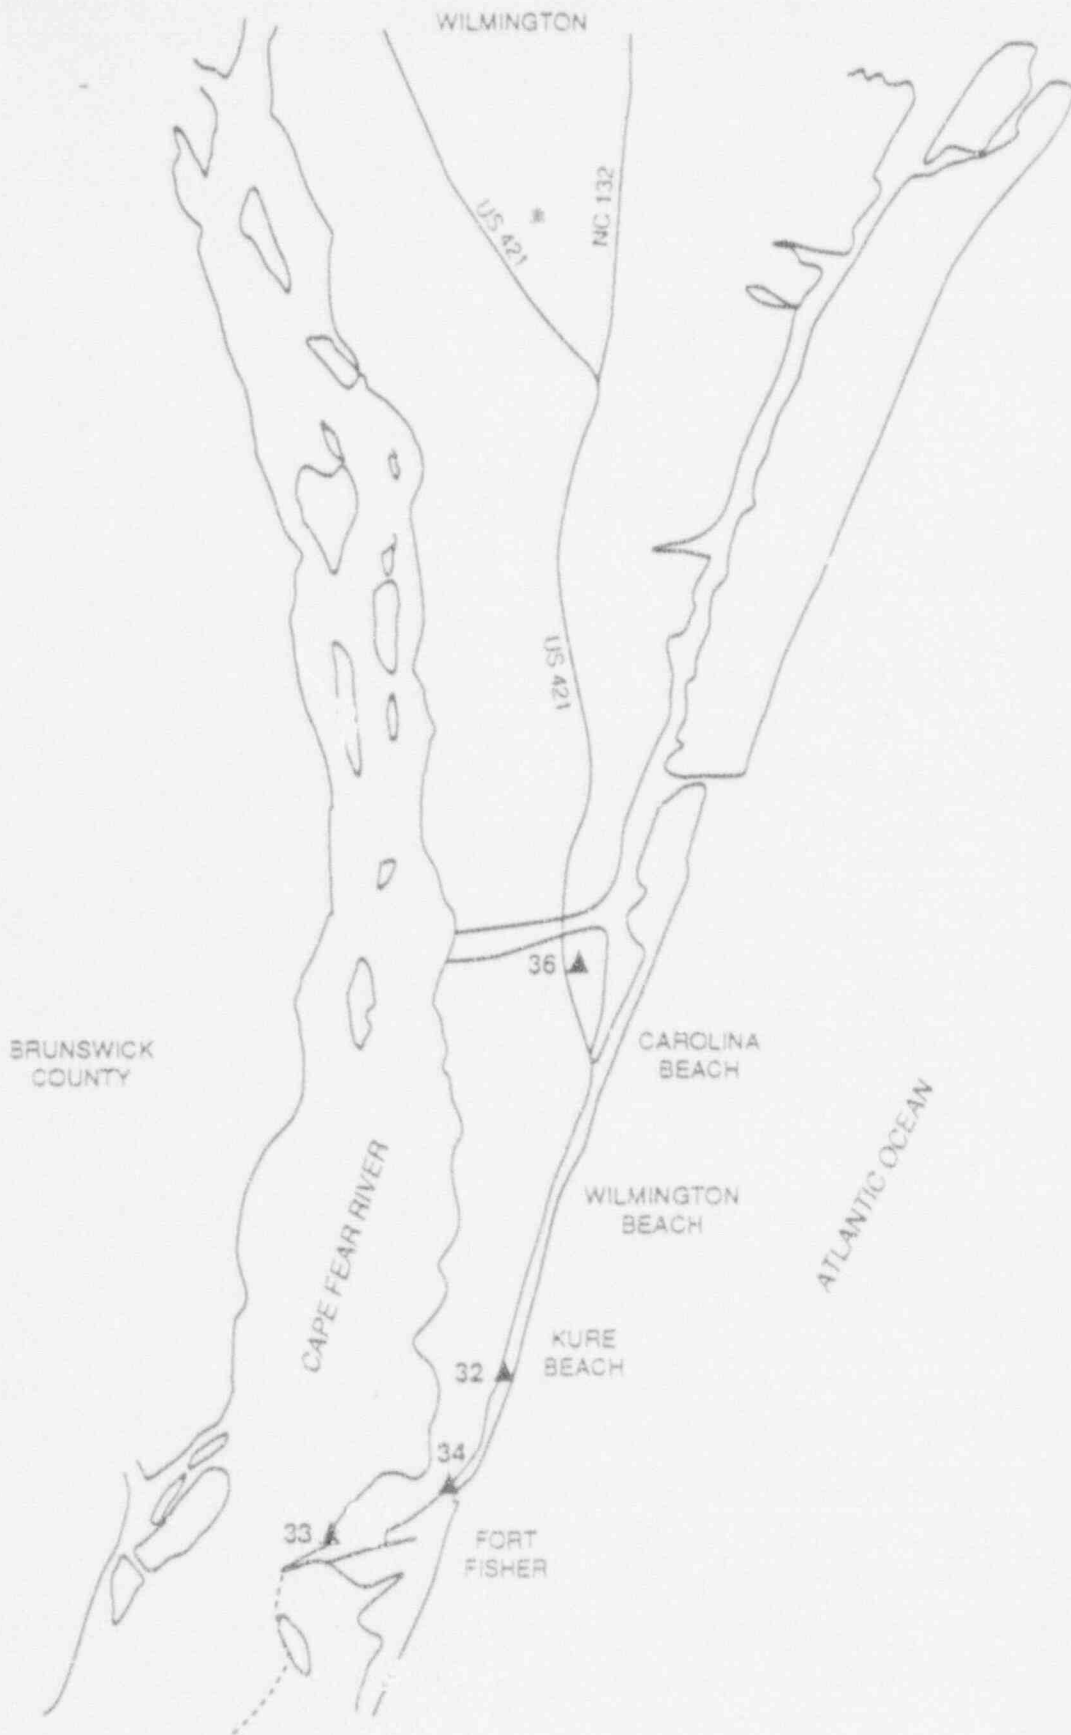 WILMINGTON
US 421
*
NC 132
US 421
36
CAROLINA
BEACH
BRUNSWICK
COUNTY
ATLANTIC OCEAN
WILMINGTON
BEACH
CAPE FEAR RIVER
KURE
BEACH
32
34
33
FORT
FISHER